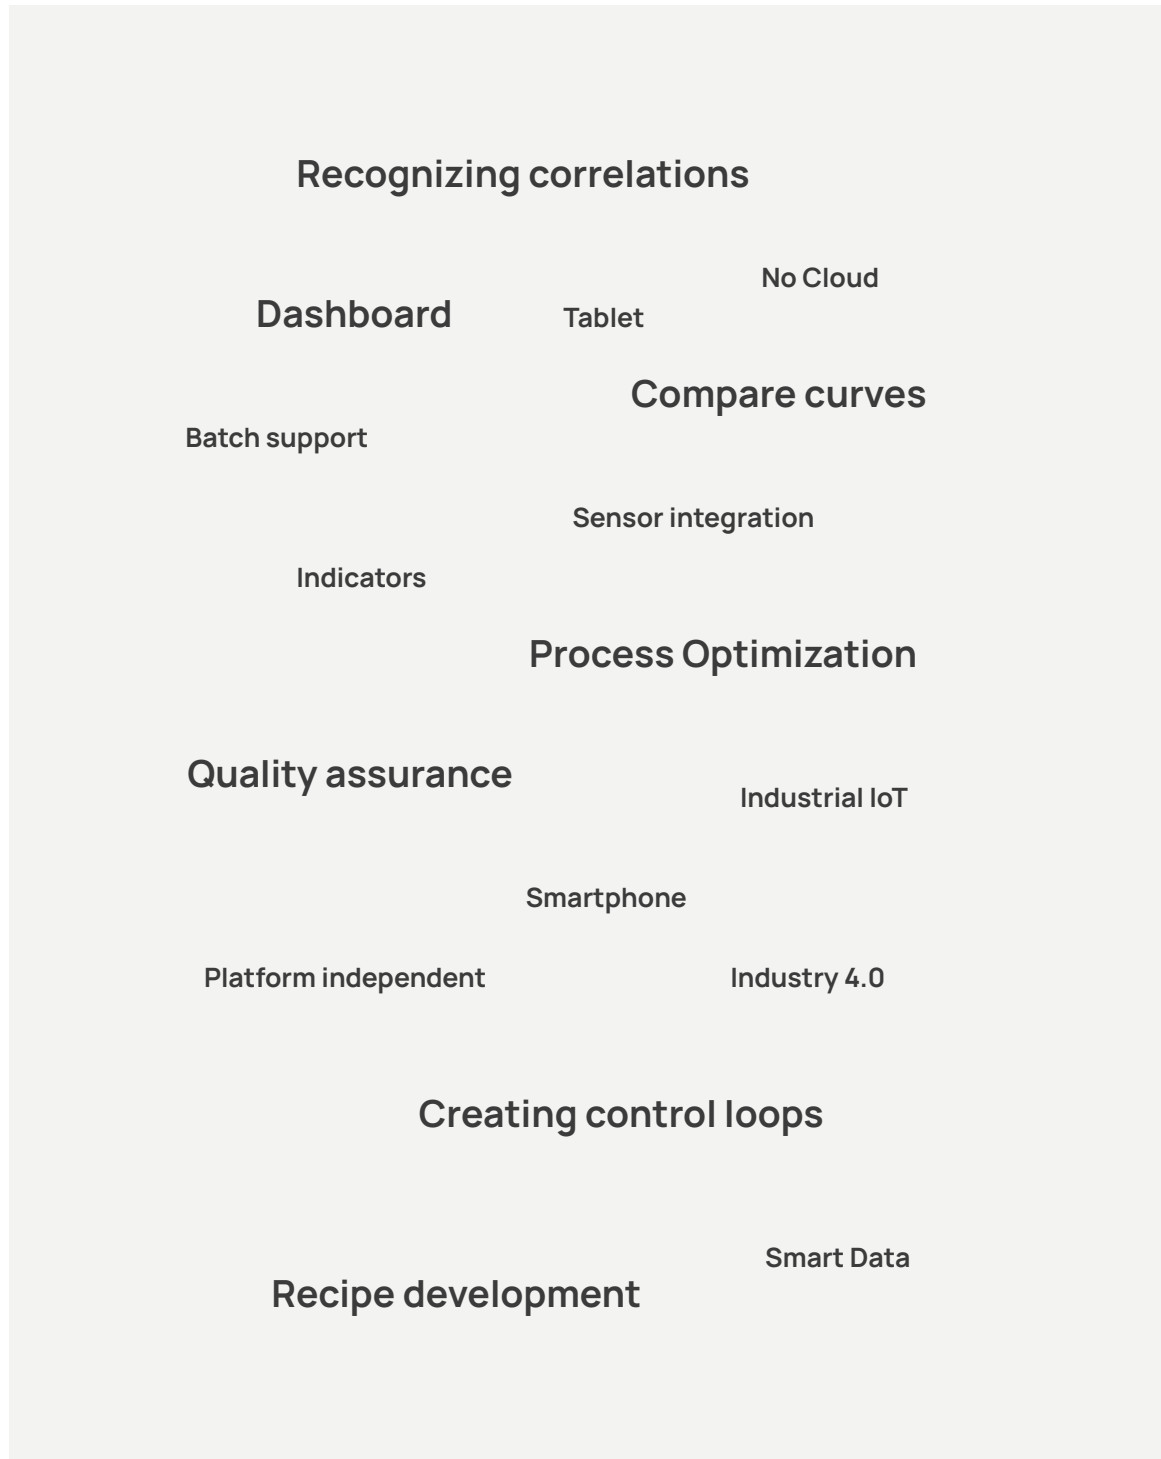 Recognizing correlations
No Cloud
Dashboard
Tablet
Compare curves
Batch support
Sensor integration
Indicators
Process Optimization
Quality assurance
Industrial IoT
Smartphone
Platform independent
Industry 4.0
Creating control loops
Smart Data
Recipe development